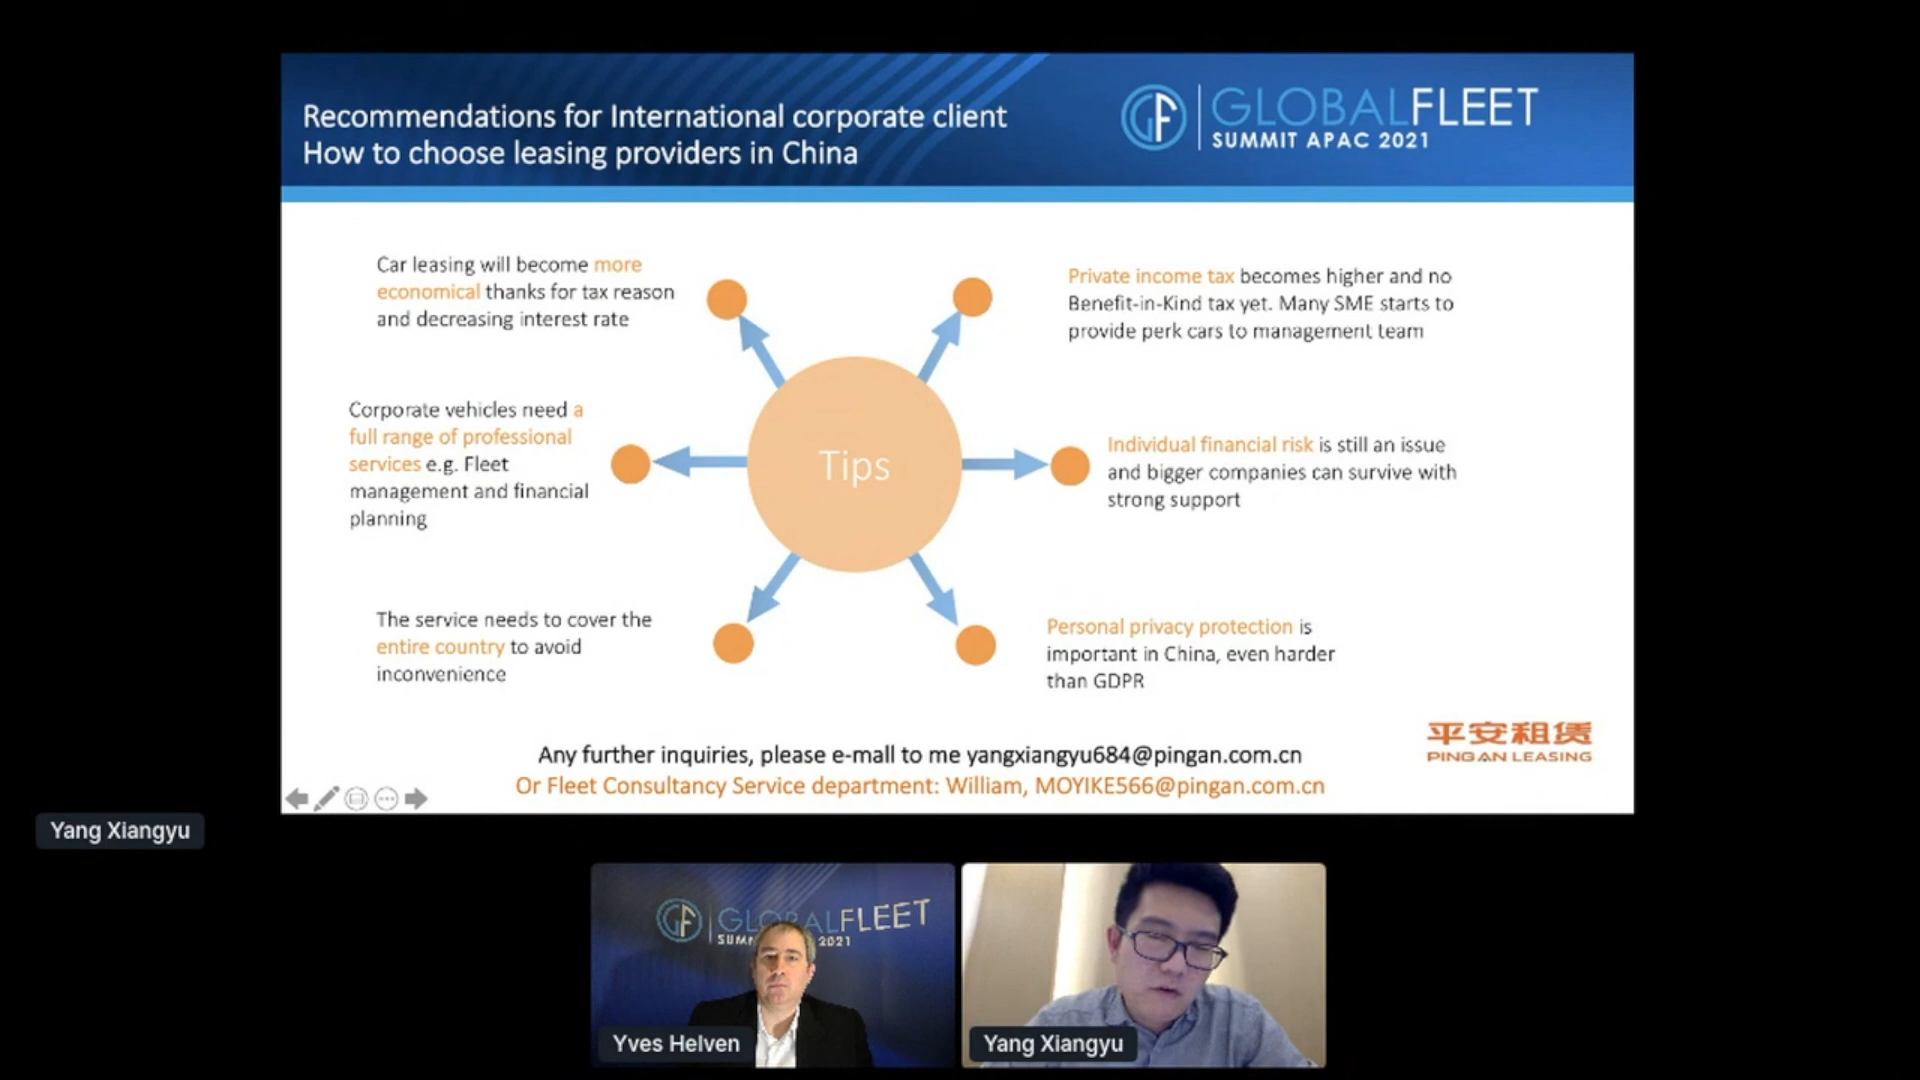 Recommendations for International corporate client
How to choose leasing providers in China
GF
GLOBALFLEET
SUMMIT APAC 2021
Car leasing will become more
economical thanks for tax reason
and decreasing interest rate
Private income tax becomes higher and no
Benefit-in-Kind tax yet. Many SME starts to
provide perk cars to management team
Corporate vehicles need a
full range of professional
services e.g. Fleet
management and financial
planning
Tips
Individual financial risk is still an issue
and bigger companies can survive with
strong support
The service needs to cover the
entire country to avoid
inconvenience
Personal privacy protection is
important in China, even harder
than GDPR
Any further inquiries, please e-mall to me yangxiangyu684@pingan.com.cn
Or Fleet Consultancy Service department: William, MOYIKE566@pingan.com.cn
平安租赁
PINGAN LEASING
Yang Xiangyu
GF
GLOBALFLEET
2021
Yves Helven
Yang Xiangyu